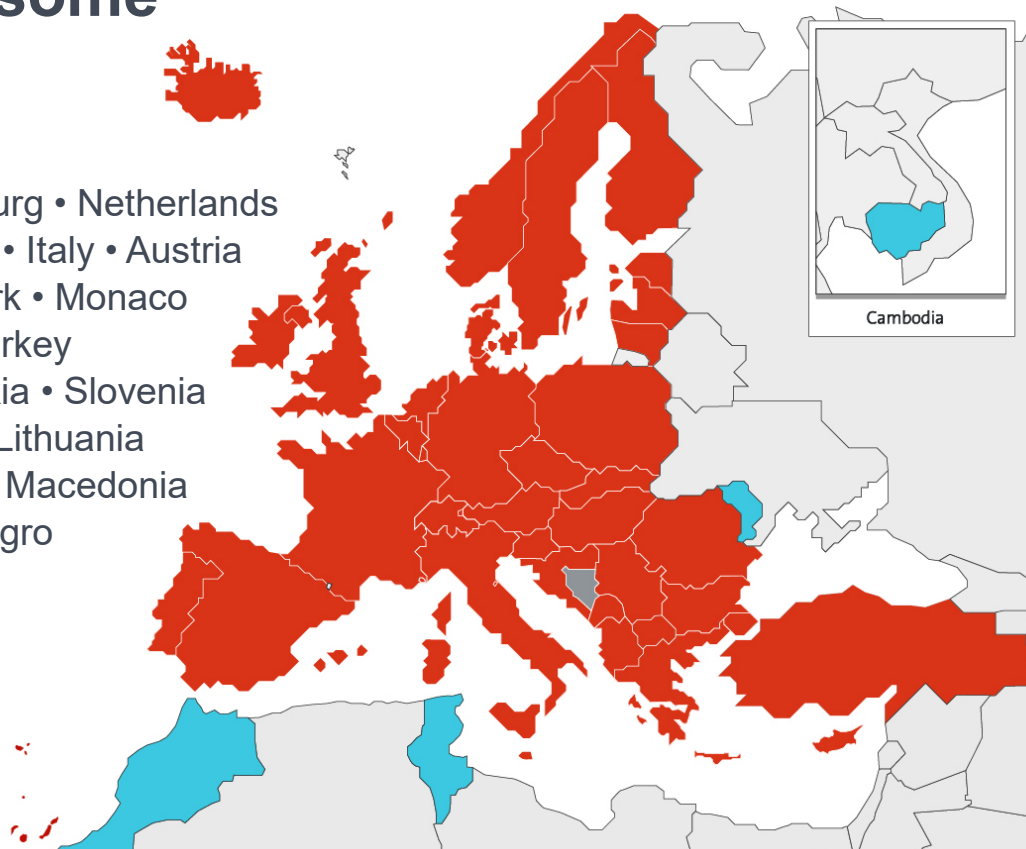 some
urg • Netherlands
• Italy • Austria
rk • Monaco
rkey
ia • Slovenia
Lithuania
Macedonia
gro
Cambodia